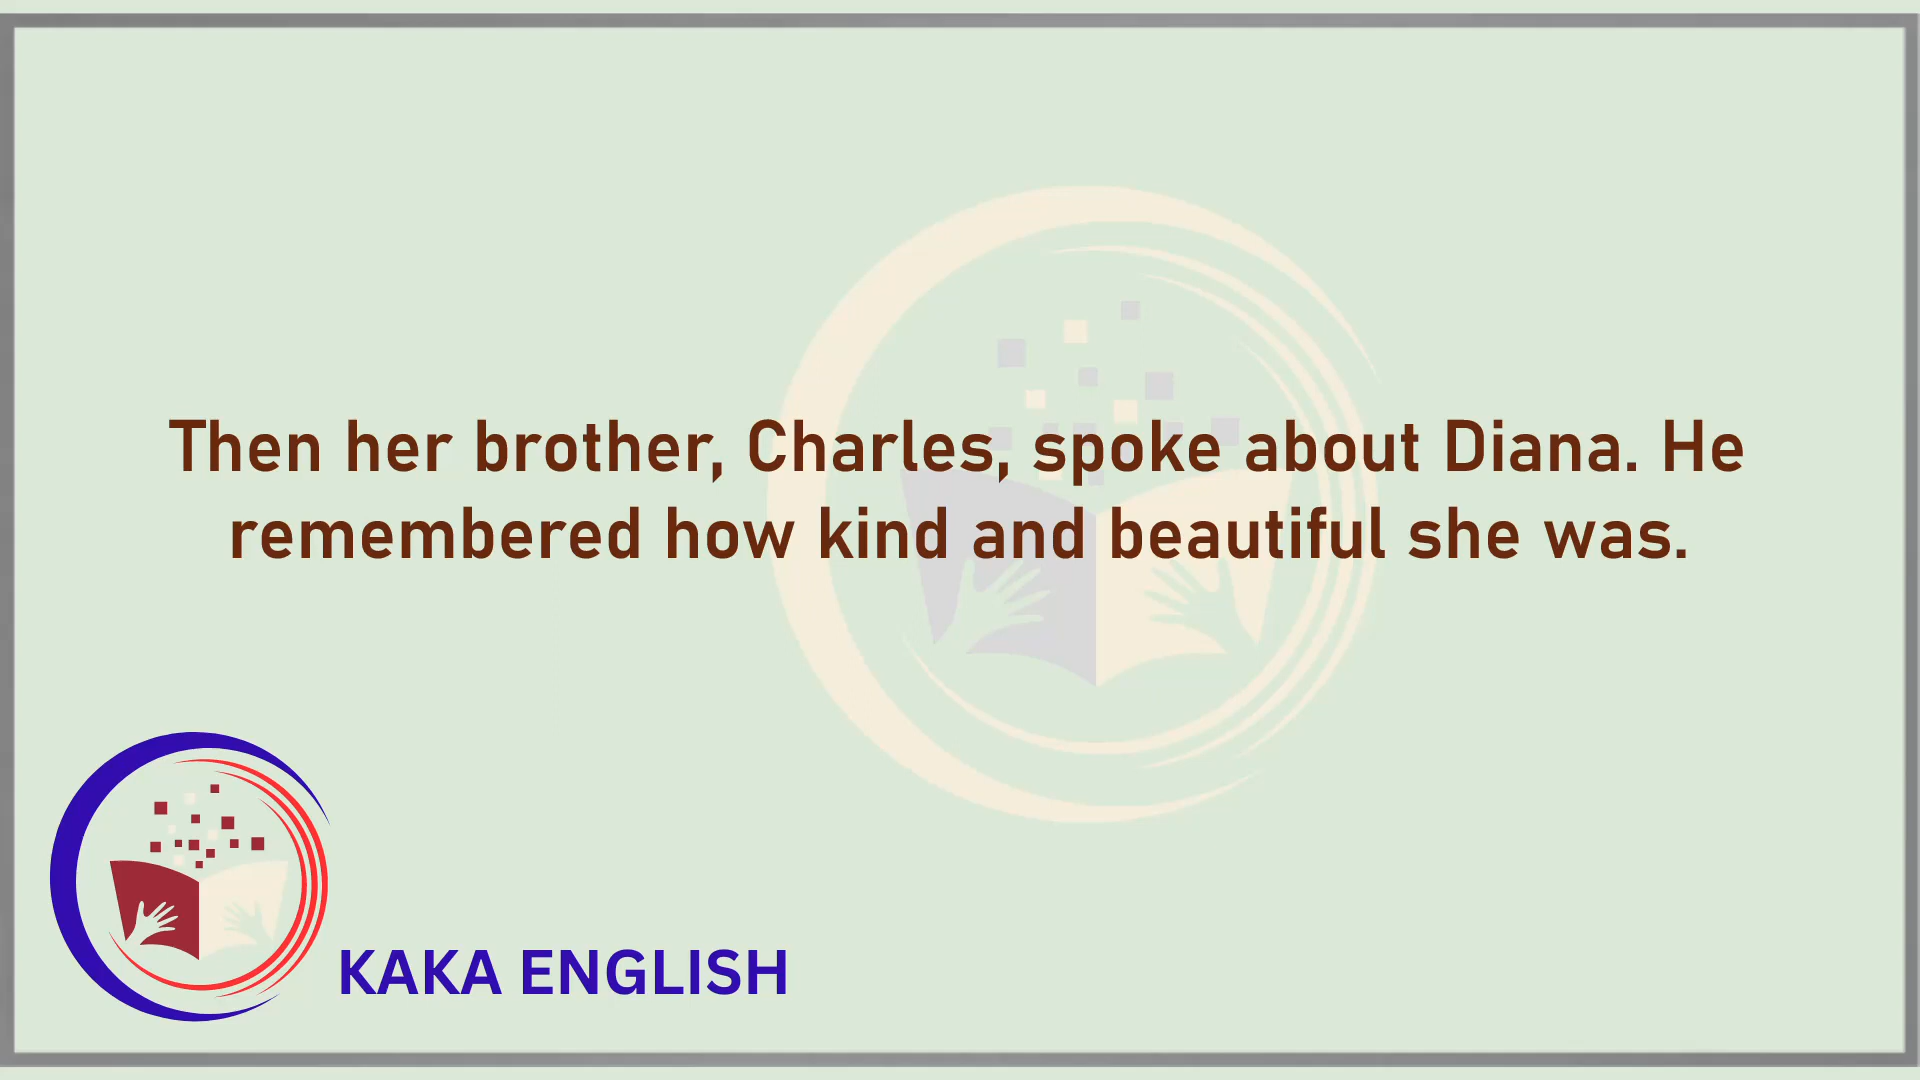 Then her brother, Charles, spoke about Diana. He
remembered how kind and beautiful she was.
KAKA ENGLISH